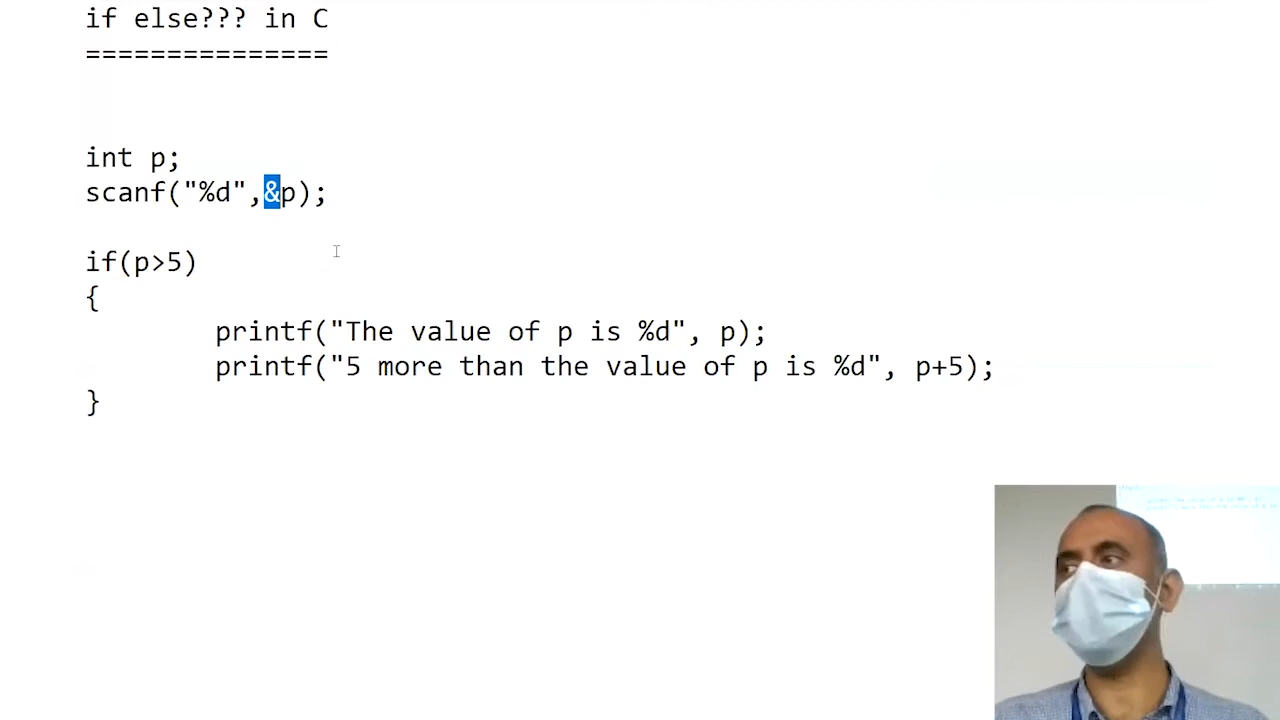 if else??? in C
===============
int p;
scanf("%d",&p);
if(p>5)
{
printf("The value of p is %d", p);
printf("5 more than the value of p is %d", p+5);
}